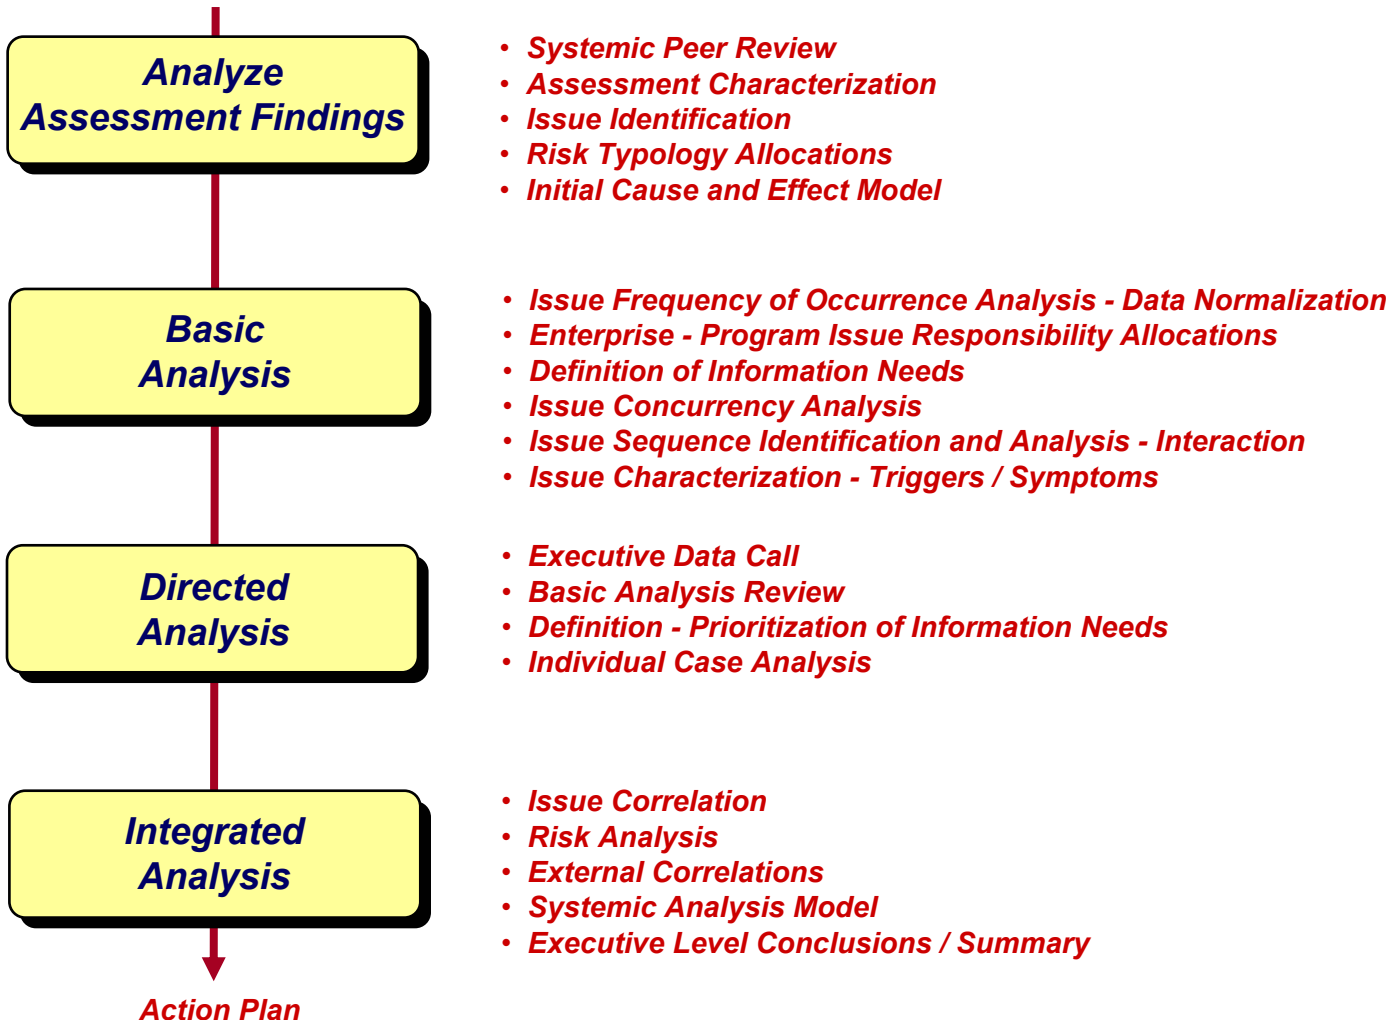 Analyze
Assessment Findings
• Systemic Peer Review
• Assessment Characterization
• Issue Identification
• Risk Typology Allocations
• Initial Cause and Effect Model
Basic
Analysis
• Issue Frequency of Occurrence Analysis - Data Normalization
• Enterprise - Program Issue Responsibility Allocations
• Definition of Information Needs
• Issue Concurrency Analysis
• Issue Sequence Identification and Analysis - Interaction
• Issue Characterization - Triggers / Symptoms
Directed
Analysis
• Executive Data Call
• Basic Analysis Review
• Definition - Prioritization of Information Needs
• Individual Case Analysis
Integrated
Analysis
• Issue Correlation
• Risk Analysis
• External Correlations
• Systemic Analysis Model
• Executive Level Conclusions / Summary
Action Plan